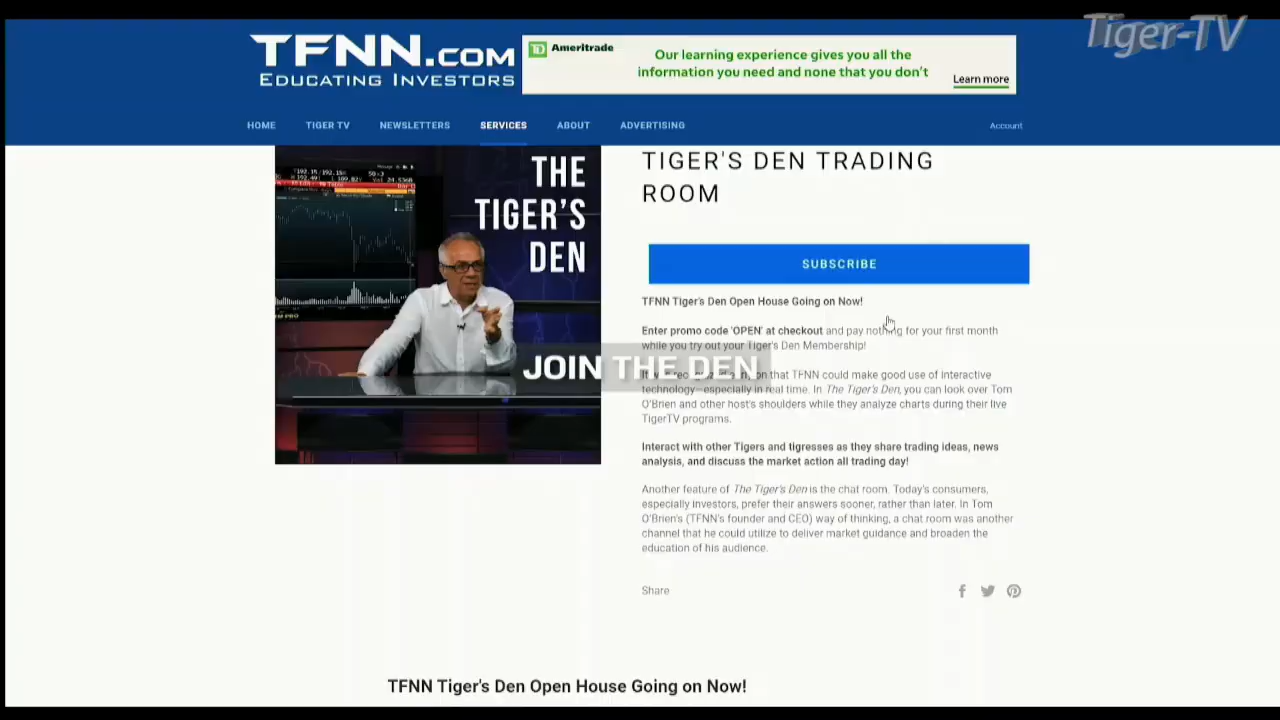 Tiger-TV
TFNN.COM
EDUCATING INVESTORS
TD Ameritrade
Our learning experience gives you all the
information you need and none that you don't
Learn more
HOME TIGER TV NEWSLETTERS SERVICES ABOUT ADVERTISING Account
THE
TIGER'S
DEN
TIGER'S DEN TRADING
ROOM
SUBSCRIBE
TFNN Tiger's Den Open House Going on Now!
Enter promo code 'OPEN' at checkout and pay nothing for your first month
while you try out your Tiger's Den Membership!
JOIN THE DEN
that TFNN could make good use of interactive
technology—especially in real time. In The Tiger's Den, you can look over Tom
O'Brien and other host's shoulders while they analyze charts during their live
TigerTV programs.
Interact with other Tigers and tigresses as they share trading ideas, news
analysis, and discuss the market action all trading day!
Another feature of The Tiger's Den is the chat room. Today's consumers,
especially investors, prefer their answers sooner, rather than later. In Tom
O'Brien's (TFNN's founder and CEO) way of thinking, a chat room was another
channel that he could utilize to deliver market guidance and broaden the
education of his audience.
Share
TFNN Tiger's Den Open House Going on Now!